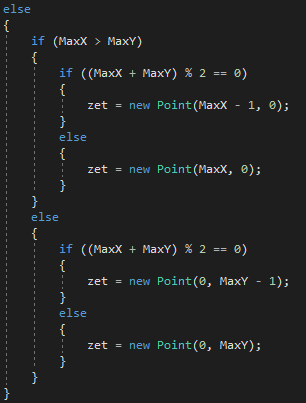 else
{
    if (MaxX > MaxY)
    {
        if ((MaxX + MaxY) % 2 == 0)
        {
            zet = new Point(MaxX - 1, 0);
        }
        else
        {
            zet = new Point(MaxX, 0);
        }
    }
    else
    {
        if ((MaxX + MaxY) % 2 == 0)
        {
            zet = new Point(0, MaxY - 1);
        }
        else
        {
            zet = new Point(0, MaxY);
        }
    }
}